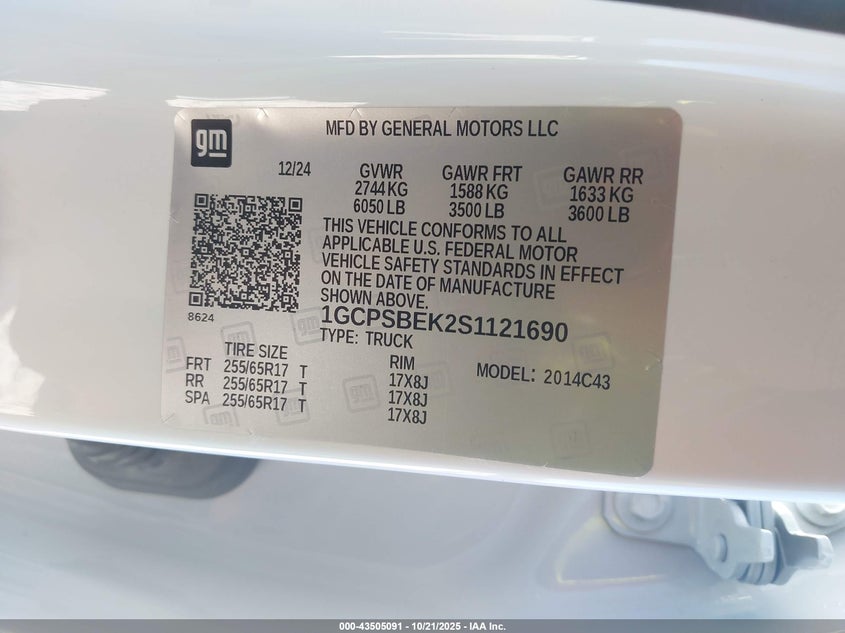 gm
MFD BY GENERAL MOTORS LLC
12/24 GVWR GAWR FRT GAWR RR
2744 KG 1588 KG 1633 KG
6050 LB 3500 LB 3600 LB
THIS VEHICLE CONFORMS TO ALL
APPLICABLE U.S. FEDERAL MOTOR
VEHICLE SAFETY STANDARDS IN EFFECT
ON THE DATE OF MANUFACTURE
SHOWN ABOVE.
8624
1GCPSBEK2S1121690
TYPE: TRUCK
TIRE SIZE RIM MODEL: 2014C43
FRT 255/65R17 T 17X8J
RR 255/65R17 T 17X8J
SPA 255/65R17 T 17X8J
000-43505091 - 10/21/2025 - IAA Inc.